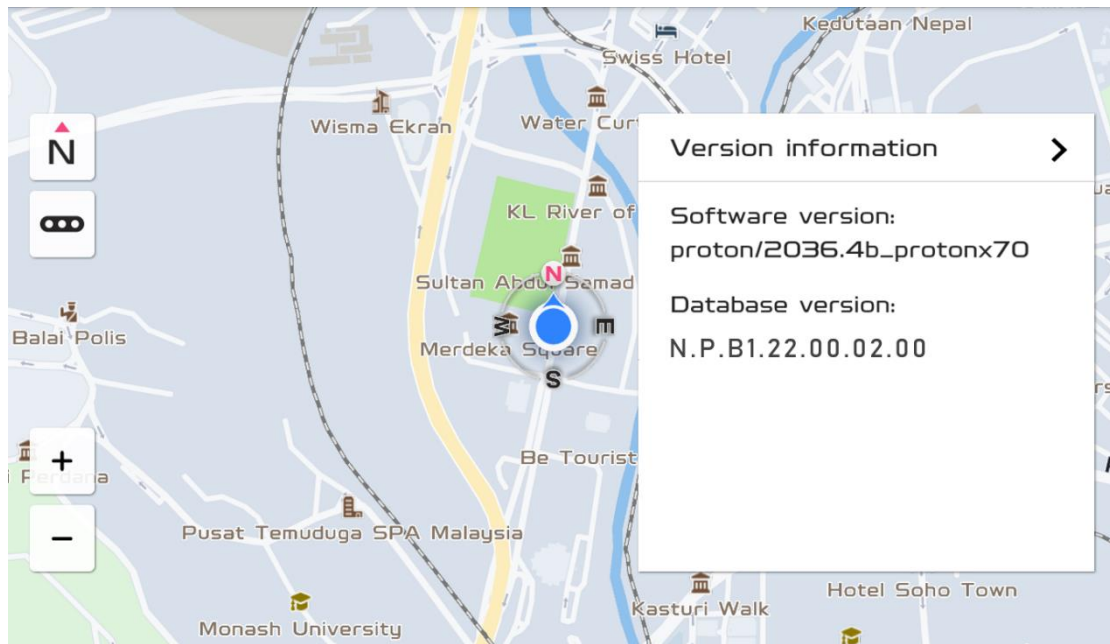 Kedutaan Nepal
Swiss Hotel
Wisma Ekran
Water Cur
N
KL River of
Sultan Abdul Samad
N
W
E
Merdeka Square
S
Balai Polis
Be Tourist
+
Perdana
−
Pusat Temuduga SPA Malaysia
Monash University
Kasturi Walk
Hotel Soho Town
Version information
Software version:
proton/2036.4b_protonx70
Database version:
N.P.B1.22.00.02.00